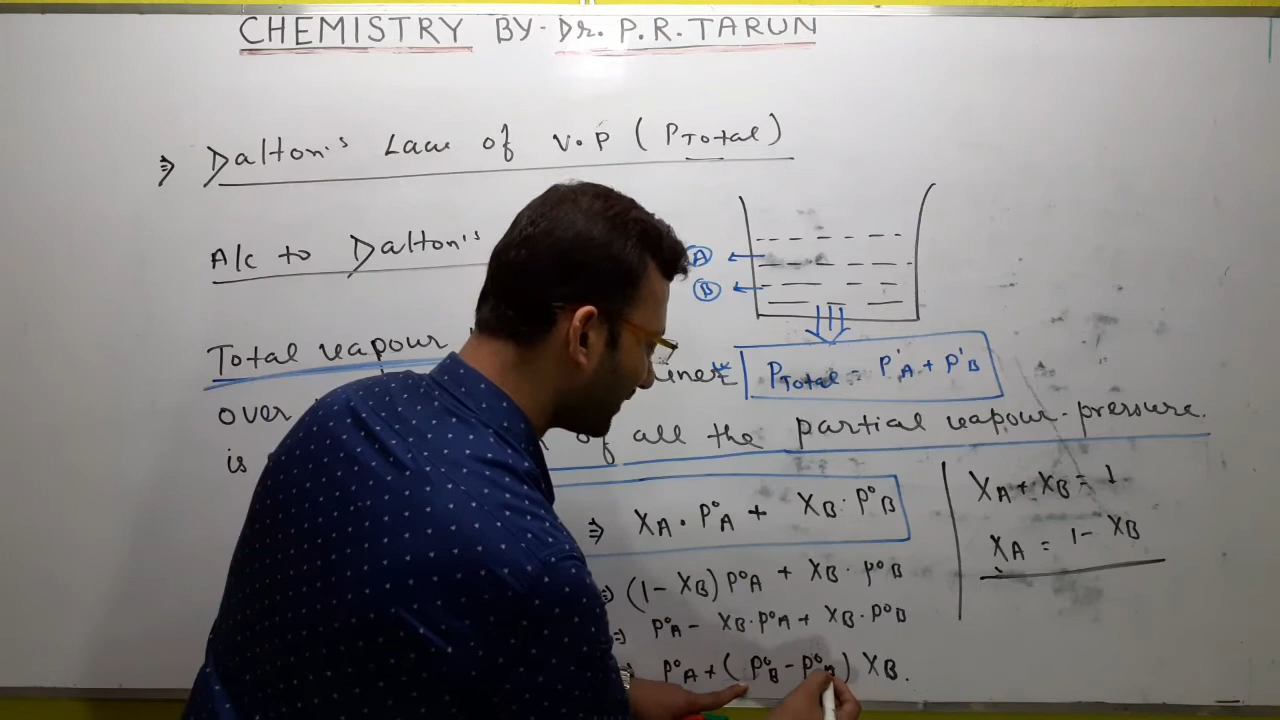 CHEMISTRY BY- Dr. P.R. TARUN
⇒ Dalton's Law of V.P ( PTotal )
A/c to Dalton's
A
B
Total vapour
PTotal = P'A + P'B
over
of all the partial vapour-pressure.
is
⇒ XA . P°A + XB . P°B
XA + XB = 1
XA = 1 - XB
⇒ (1 - XB) P°A + XB . P°B
⇒ P°A - XB . P°A + XB . P°B
P°A + ( P°B - P°A ) XB .